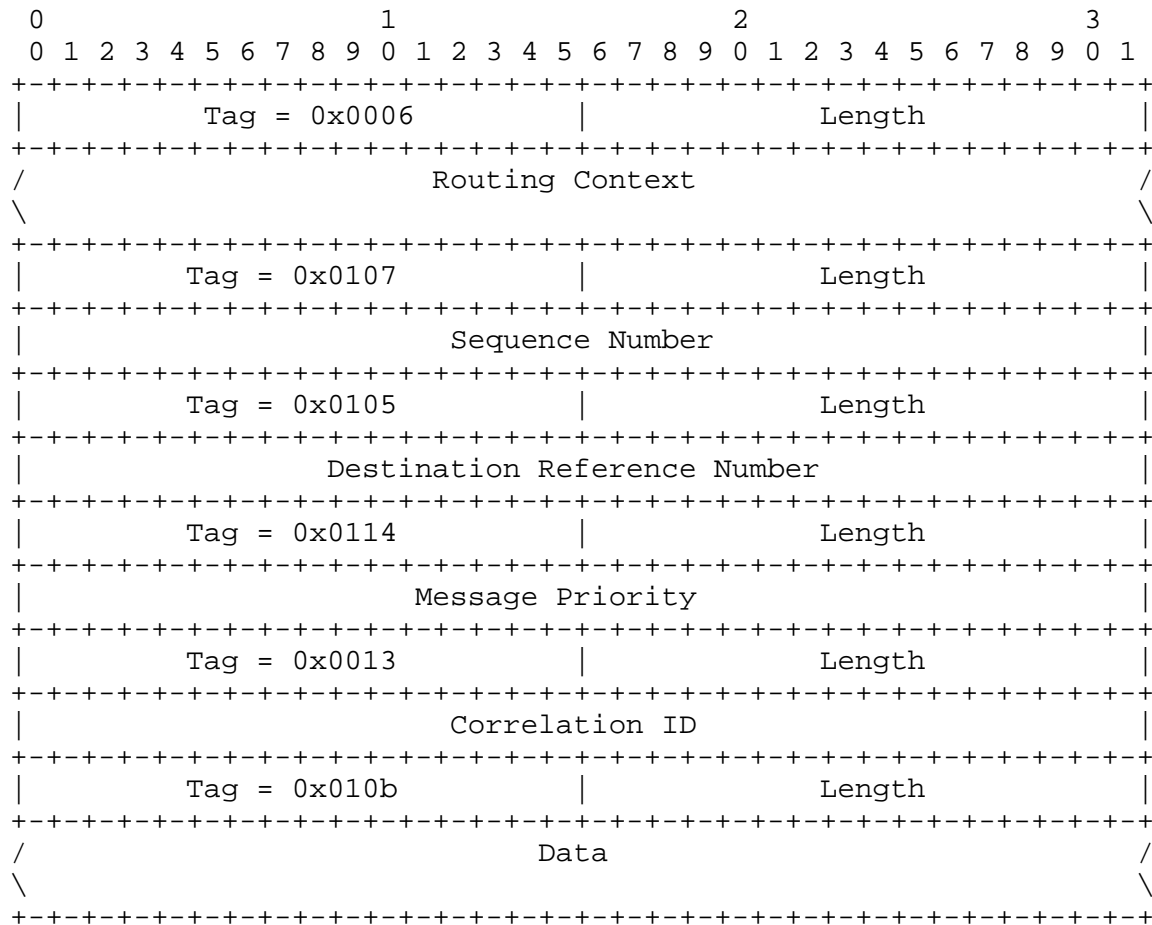 0                   1                   2                   3
 0 1 2 3 4 5 6 7 8 9 0 1 2 3 4 5 6 7 8 9 0 1 2 3 4 5 6 7 8 9 0 1
+-+-+-+-+-+-+-+-+-+-+-+-+-+-+-+-+-+-+-+-+-+-+-+-+-+-+-+-+-+-+-+-+
|          Tag = 0x0006         |             Length            |
+-+-+-+-+-+-+-+-+-+-+-+-+-+-+-+-+-+-+-+-+-+-+-+-+-+-+-+-+-+-+-+-+
/                       Routing Context                         /
\                                                               \
+-+-+-+-+-+-+-+-+-+-+-+-+-+-+-+-+-+-+-+-+-+-+-+-+-+-+-+-+-+-+-+-+
|         Tag = 0x0107          |             Length            |
+-+-+-+-+-+-+-+-+-+-+-+-+-+-+-+-+-+-+-+-+-+-+-+-+-+-+-+-+-+-+-+-+
|                        Sequence Number                        |
+-+-+-+-+-+-+-+-+-+-+-+-+-+-+-+-+-+-+-+-+-+-+-+-+-+-+-+-+-+-+-+-+
|         Tag = 0x0105          |             Length            |
+-+-+-+-+-+-+-+-+-+-+-+-+-+-+-+-+-+-+-+-+-+-+-+-+-+-+-+-+-+-+-+-+
|                 Destination Reference Number                  |
+-+-+-+-+-+-+-+-+-+-+-+-+-+-+-+-+-+-+-+-+-+-+-+-+-+-+-+-+-+-+-+-+
|         Tag = 0x0114          |             Length            |
+-+-+-+-+-+-+-+-+-+-+-+-+-+-+-+-+-+-+-+-+-+-+-+-+-+-+-+-+-+-+-+-+
|                      Message Priority                         |
+-+-+-+-+-+-+-+-+-+-+-+-+-+-+-+-+-+-+-+-+-+-+-+-+-+-+-+-+-+-+-+-+
|         Tag = 0x0013          |             Length            |
+-+-+-+-+-+-+-+-+-+-+-+-+-+-+-+-+-+-+-+-+-+-+-+-+-+-+-+-+-+-+-+-+
|                        Correlation ID                         |
+-+-+-+-+-+-+-+-+-+-+-+-+-+-+-+-+-+-+-+-+-+-+-+-+-+-+-+-+-+-+-+-+
|         Tag = 0x010b          |             Length            |
+-+-+-+-+-+-+-+-+-+-+-+-+-+-+-+-+-+-+-+-+-+-+-+-+-+-+-+-+-+-+-+-+
/                             Data                              /
\                                                               \
+-+-+-+-+-+-+-+-+-+-+-+-+-+-+-+-+-+-+-+-+-+-+-+-+-+-+-+-+-+-+-+-+